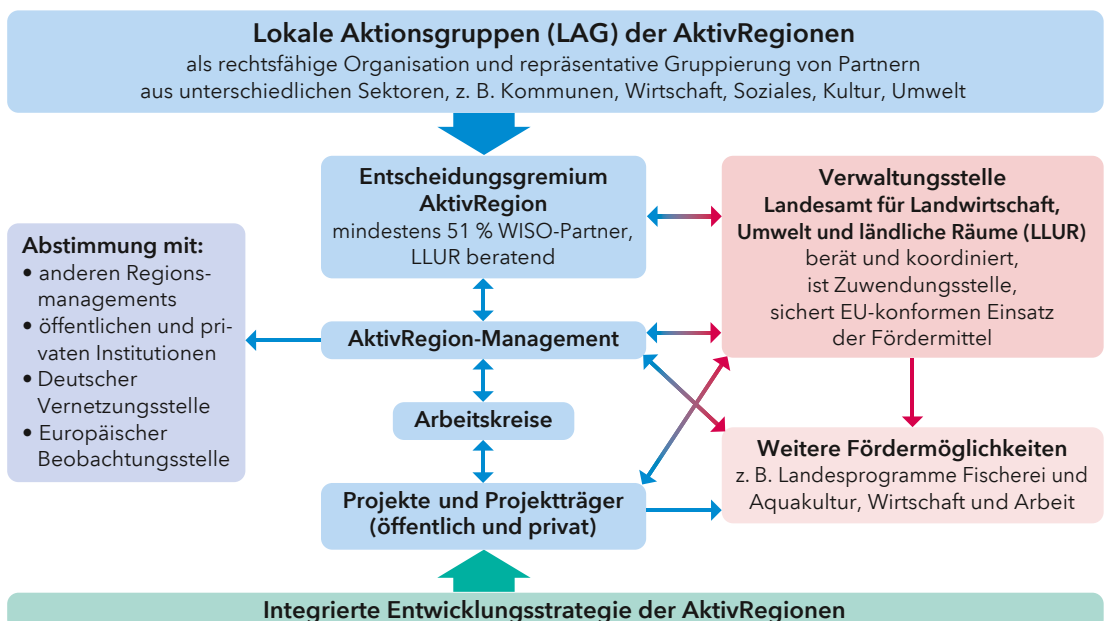 Lokale Aktionsgruppen (LAG) der AktivRegionen
als rechtsfähige Organisation und repräsentative Gruppierung von Partnern
aus unterschiedlichen Sektoren, z. B. Kommunen, Wirtschaft, Soziales, Kultur, Umwelt
Entscheidungsgremium
AktivRegion
mindestens 51 % WISO-Partner,
LLUR beratend
Verwaltungsstelle
Landesamt für Landwirtschaft,
Umwelt und ländliche Räume (LLUR)
berät und koordiniert,
ist Zuwendungsstelle,
sichert EU-konformen Einsatz
der Fördermittel
Abstimmung mit:
• anderen Regions-
managements
• öffentlichen und pri-
vaten Institutionen
• Deutscher
Vernetzungsstelle
• Europäischer
Beobachtungsstelle
AktivRegion-Management
Arbeitskreise
Weitere Fördermöglichkeiten
z. B. Landesprogramme Fischerei und
Aquakultur, Wirtschaft und Arbeit
Projekte und Projektträger
(öffentlich und privat)
Integrierte Entwicklungsstrategie der AktivRegionen